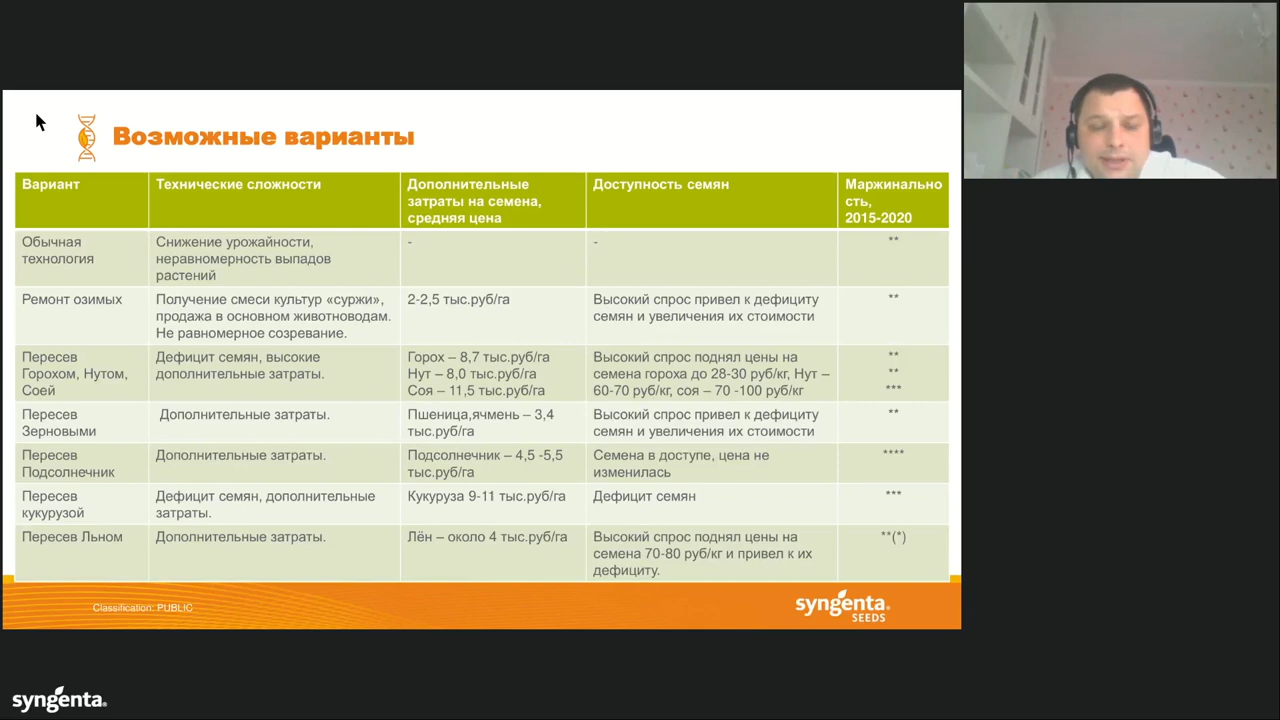 Возможные варианты
Вариант
Технические сложности
Дополнительные
затраты на семена,
средняя цена
Доступность семян
Маржинально
сть,
2015-2020
Обычная
технология
Снижение урожайности,
неравномерность выпадов
растений
-
-
**
Ремонт озимых
Получение смеси культур «суржи»,
продажа в основном животноводам.
Не равномерное созревание.
2-2,5 тыс.руб/га
Высокий спрос привел к дефициту
семян и увеличения их стоимости
**
Пересев
Горохом, Нутом,
Соей
Дефицит семян, высокие
дополнительные затраты.
Горох – 8,7 тыс.руб/га
Нут – 8,0 тыс.руб/га
Соя – 11,5 тыс.руб/га
Высокий спрос поднял цены на
семена гороха до 28-30 руб/кг, Нут –
60-70 руб/кг, соя – 70 -100 руб/кг
**
**
***
Пересев
Зерновыми
Дополнительные затраты.
Пшеница,ячмень – 3,4
тыс.руб/га
Высокий спрос привел к дефициту
семян и увеличения их стоимости
**
Пересев
Подсолнечник
Дополнительные затраты.
Подсолнечник – 4,5 -5,5
тыс.руб/га
Семена в доступе, цена не
изменилась
****
Пересев
кукурузой
Дефицит семян, дополнительные
затраты.
Кукуруза 9-11 тыс.руб/га
Дефицит семян
***
Пересев Льном
Дополнительные затраты.
Лён – около 4 тыс.руб/га
Высокий спрос поднял цены на
семена 70-80 руб/кг и привел к их
дефициту.
**(*)
Classification: PUBLIC
syngenta®
SEEDS
syngenta®